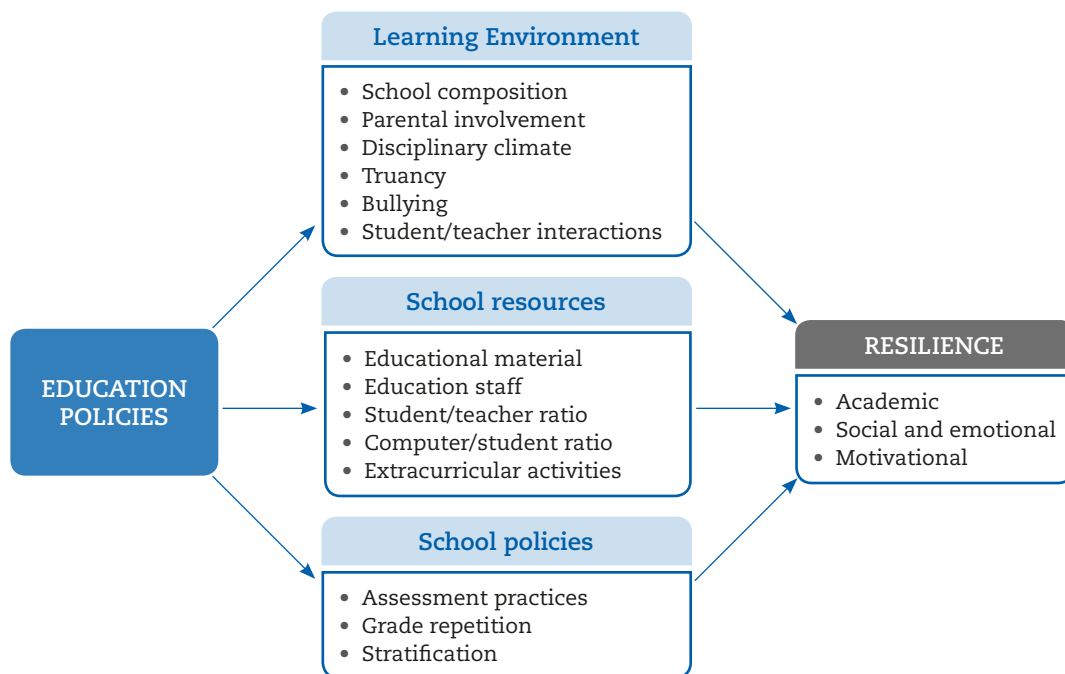 Learning Environment
• School composition
• Parental involvement
• Disciplinary climate
• Truancy
• Bullying
• Student/teacher interactions
EDUCATION
POLICIES
School resources
• Educational material
• Education staff
• Student/teacher ratio
• Computer/student ratio
• Extracurricular activities
School policies
• Assessment practices
• Grade repetition
• Stratification
RESILIENCE
• Academic
• Social and emotional
• Motivational